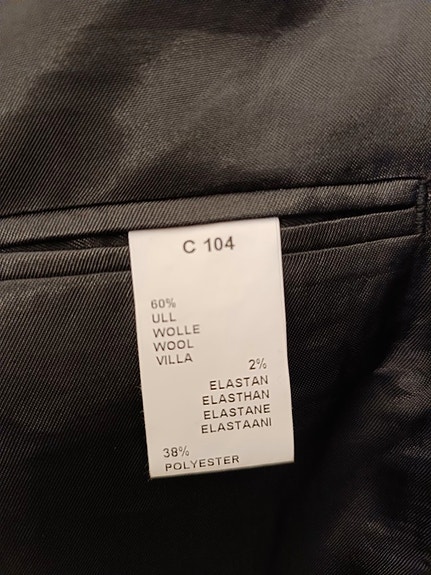 C 104
60%
ULL
WOLLE
WOOL
VILLA
2%
ELASTAN
ELASTHAN
ELASTANE
ELASTAANI
38%
POLYESTER